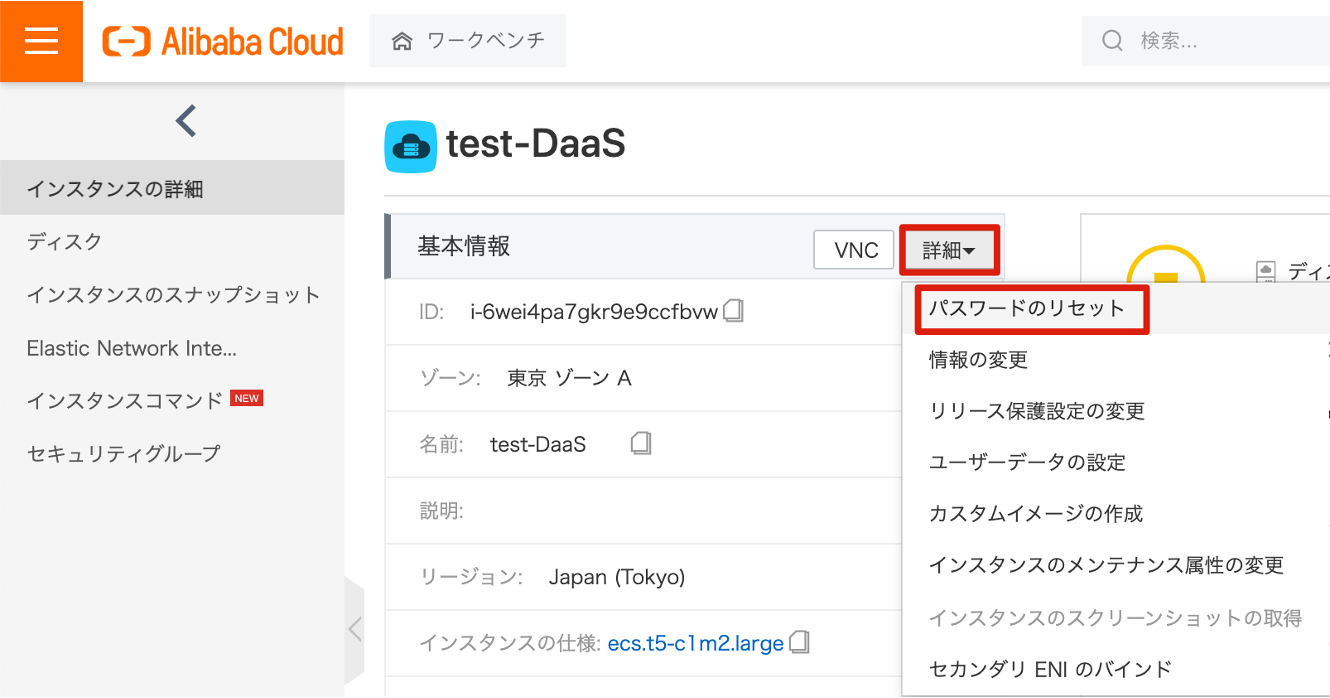 Alibaba Cloud
ワークベンチ
検索...
インスタンスの詳細
ディスク
インスタンスのスナップショット
Elastic Network Inte...
インスタンスコマンド NEW
セキュリティグループ
test-DaaS
基本情報
VNC
詳細
ID: i-6wei4pa7gkr9e9ccfbvw
ゾーン: 東京 ゾーン A
名前: test-DaaS
説明:
リージョン: Japan (Tokyo)
インスタンスの仕様: ecs.t5-c1m2.large
パスワードのリセット
情報の変更
リリース保護設定の変更
ユーザーデータの設定
カスタムイメージの作成
インスタンスのメンテナンス属性の変更
インスタンスのスクリーンショットの取得
セカンダリ ENI のバインド